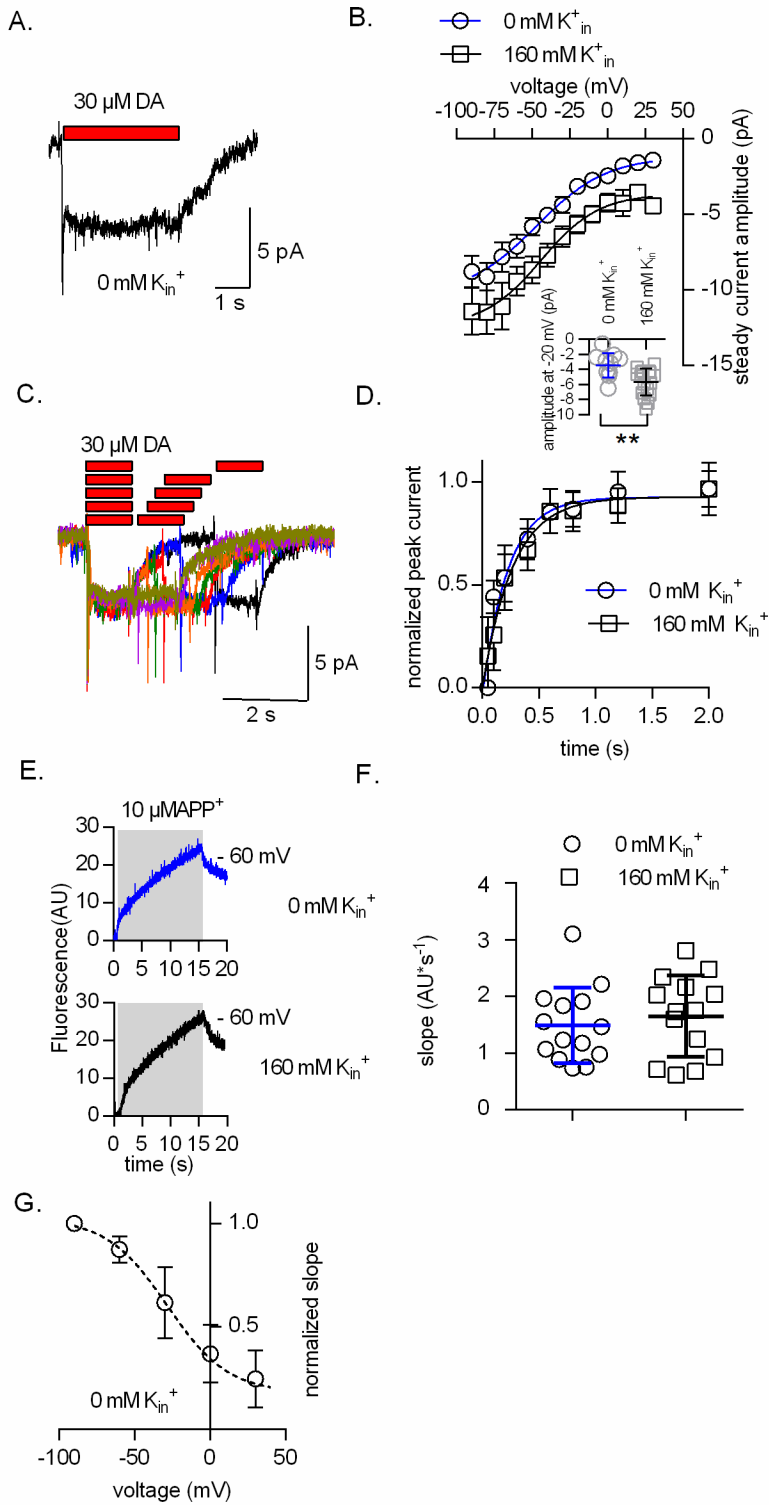 A.
30 µM DA
0 mM Kin+
5 pA
1 s
B.
0 mM K+in
160 mM K+in
voltage (mV)
-100 -75 -50 -25 0 25 50
0
-5
-10
-15
steady current amplitude (pA)
amplitude at -20 mV (pA)
0 mM Kin+
160 mM Kin+
0
-2
-4
-6
-8
-10
**
C.
30 µM DA
5 pA
2 s
D.
normalized peak current
1.0
0.5
0.0
0 mM Kin+
160 mM Kin+
0.0 0.5 1.0 1.5 2.0
time (s)
E.
10 µMAPP+
Fluorescence(AU)
30
20
10
0
- 60 mV
0 mM Kin+
0 5 10 15 20
30
20
10
0
- 60 mV
160 mM Kin+
0 5 10 15 20
time (s)
F.
0 mM Kin+
160 mM Kin+
slope (AU*s-1)
4
3
2
1
0
G.
1.0
0.5
normalized slope
0 mM Kin+
-100 -50 0 50
voltage (mV)